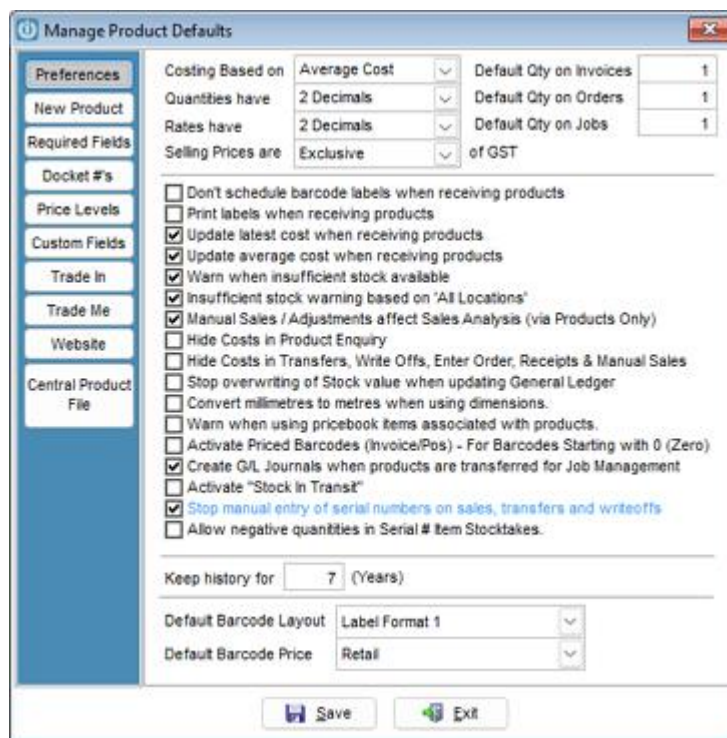 Manage Product Defaults
Preferences
New Product
Required Fields
Docket #'s
Price Levels
Custom Fields
Trade In
Trade Me
Website
Central Product
File
Costing Based on Average Cost Default Qty on Invoices 1
Quantities have 2 Decimals Default Qty on Orders 1
Rates have 2 Decimals Default Qty on Jobs 1
Selling Prices are Exclusive of GST
Don't schedule barcode labels when receiving products
Print labels when receiving products
Update latest cost when receiving products
Update average cost when receiving products
Warn when insufficient stock available
Insufficient stock warning based on 'All Locations'
Manual Sales / Adjustments affect Sales Analysis (via Products Only)
Hide Costs in Product Enquiry
Hide Costs in Transfers, Write Offs, Enter Order, Receipts & Manual Sales
Stop overwriting of Stock value when updating General Ledger
Convert millimetres to metres when using dimensions.
Warn when using pricebook items associated with products.
Activate Priced Barcodes (Invoice/Pos) - For Barcodes Starting with 0 (Zero)
Create G/L Journals when products are transferred for Job Management
Activate "Stock In Transit"
Stop manual entry of serial numbers on sales, transfers and writeoffs
Allow negative quanitities in Serial # Item Stocktakes.
Keep history for 7 (Years)
Default Barcode Layout Label Format 1
Default Barcode Price Retail
Save Exit